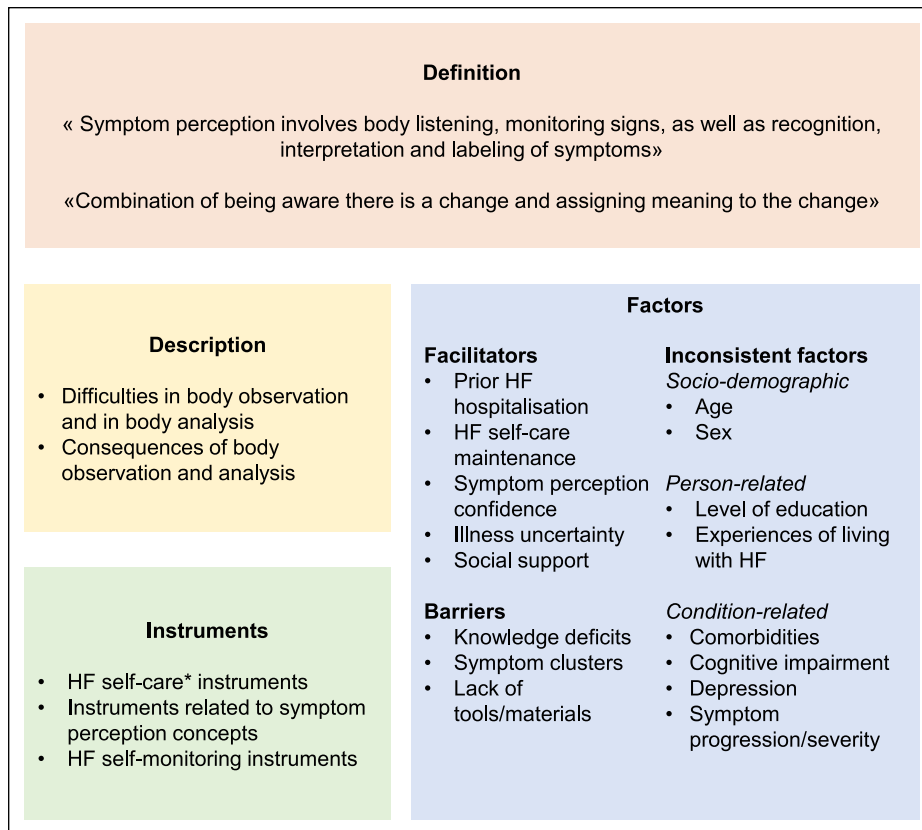 Definition
« Symptom perception involves body listening, monitoring signs, as well as recognition,
interpretation and labeling of symptoms»
«Combination of being aware there is a change and assigning meaning to the change»
Description
• Difficulties in body observation
and in body analysis
• Consequences of body
observation and analysis
Instruments
• HF self-care* instruments
• Instruments related to symptom
perception concepts
• HF self-monitoring instruments
Factors
Facilitators
• Prior HF
hospitalisation
• HF self-care
maintenance
• Symptom perception
confidence
• Illness uncertainty
• Social support
Barriers
• Knowledge deficits
• Symptom clusters
• Lack of
tools/materials
Inconsistent factors
Socio-demographic
• Age
• Sex
Person-related
• Level of education
• Experiences of living
with HF
Condition-related
• Comorbidities
• Cognitive impairment
• Depression
• Symptom
progression/severity